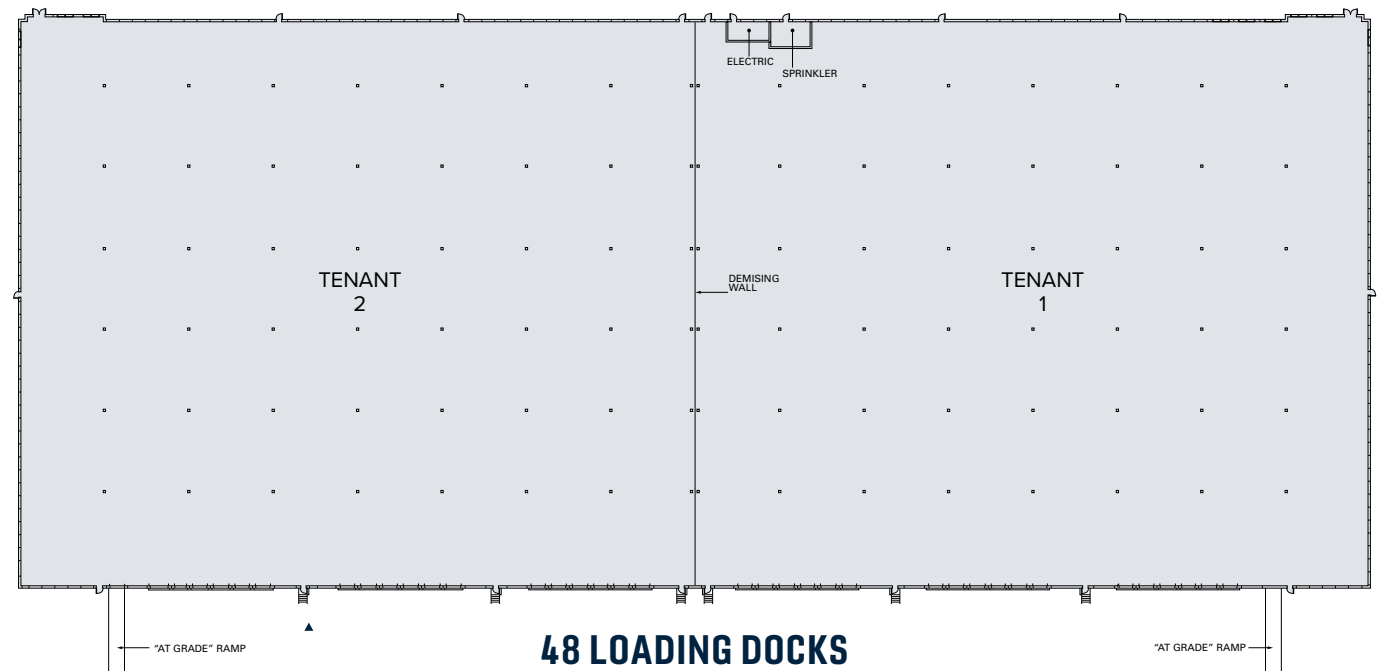 ELECTRIC
SPRINKLER
TENANT
2
DEMISING
WALL
TENANT
1
"AT GRADE" RAMP
48 LOADING DOCKS
"AT GRADE" RAMP